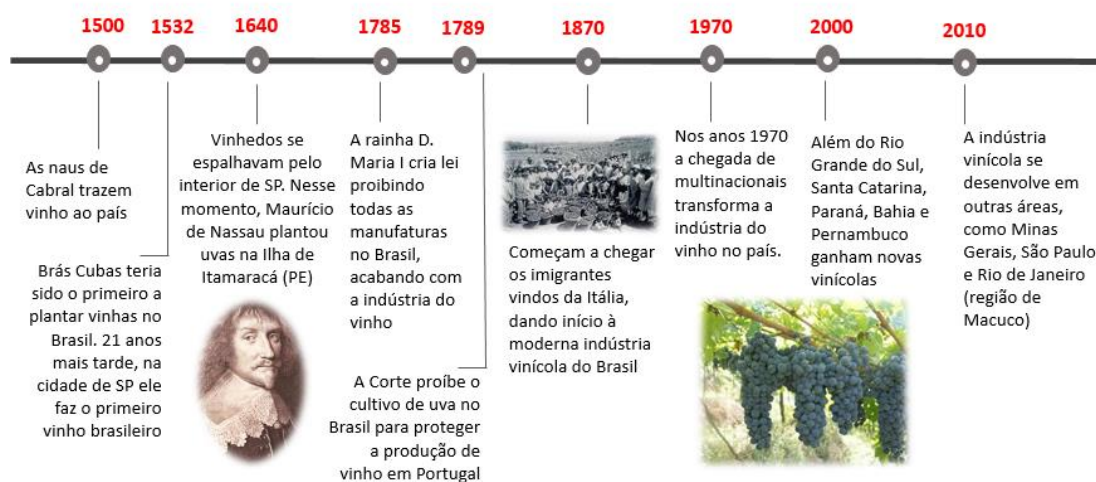 1500
1532
1640
1785
1789
1870
1970
2000
2010
As naus de
Cabral trazem
vinho ao país
Brás Cubas teria
sido o primeiro a
plantar vinhas no
Brasil. 21 anos
mais tarde, na
cidade de SP ele
faz o primeiro
vinho brasileiro
Vinhedos se
espalhavam pelo
interior de SP. Nesse
momento, Maurício
de Nassau plantou
uvas na Ilha de
Itamaracá (PE)
A rainha D.
Maria I cria lei
proibindo
todas as
manufaturas
no Brasil,
acabando com
a indústria do
vinho
A Corte proíbe o
cultivo de uva no
Brasil para proteger
a produção de
vinho em Portugal
Começam a chegar
os imigrantes
vindos da Itália,
dando início à
moderna indústria
vinícola do Brasil
Nos anos 1970
a chegada de
multinacionais
transforma a
indústria do
vinho no país.
Além do Rio
Grande do Sul,
Santa Catarina,
Paraná, Bahia e
Pernambuco
ganham novas
vinícolas
A indústria
vinícola se
desenvolve em
outras áreas,
como Minas
Gerais, São Paulo
e Rio de Janeiro
(região de
Macuco)